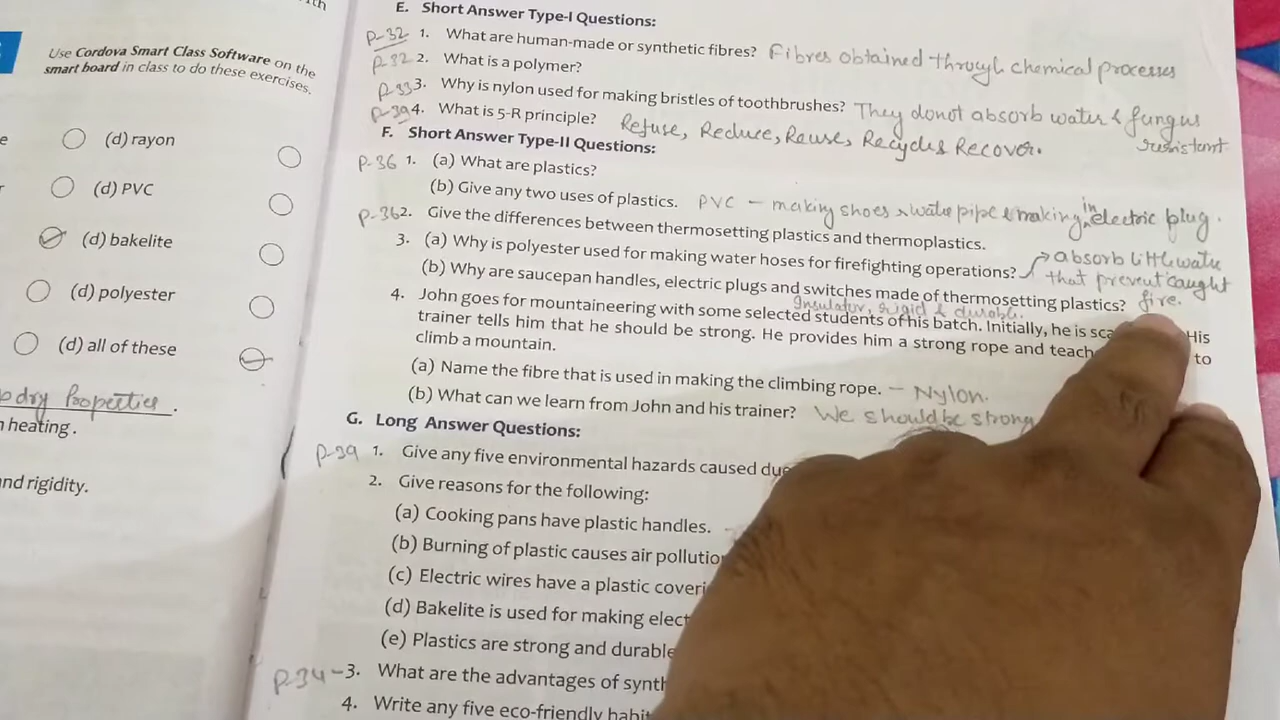 Use Cordova Smart Class Software on the
smart board in class to do these exercises.
(d) rayon
(d) PVC
(d) bakelite
(d) polyester
(d) all of these
Properties.
heating.
and rigidity.
E. Short Answer Type-I Questions:
P-32 1. What are human-made or synthetic fibres? Fibres obtained through chemical processes
P-32 2. What is a polymer?
P-33 3. Why is nylon used for making bristles of toothbrushes? They donot absorb water & fungus
resistant
P-39 4. What is 5-R principle? Refuse, Reduce, Reuse, Recycle & Recover.
F. Short Answer Type-II Questions:
P-36 1. (a) What are plastics?
(b) Give any two uses of plastics. PVC - making shoes, water pipe & making in electric plug.
P-36 2. Give the differences between thermosetting plastics and thermoplastics.
3. (a) Why is polyester used for making water hoses for firefighting operations? absorb little water
that prevent caught
fire.
(b) Why are saucepan handles, electric plugs and switches made of thermosetting plastics?
Insulator, rigid & durable.
4. John goes for mountaineering with some selected students of his batch. Initially, he is His
trainer tells him that he should be strong. He provides him a strong rope and to
climb a mountain.
(a) Name the fibre that is used in making the climbing rope. - Nylon.
(b) What can we learn from John and his trainer? We should be strong
G. Long Answer Questions:
P-39 1. Give any five environmental hazards caused
2. Give reasons for the following:
(a) Cooking pans have plastic handles.
(b) Burning of plastic causes air
(c) Electric wires have a plastic
(d) Bakelite is used for making
(e) Plastics are strong and durable
P-34 - 3. What are the advantages of
4. Write any five eco-friendly